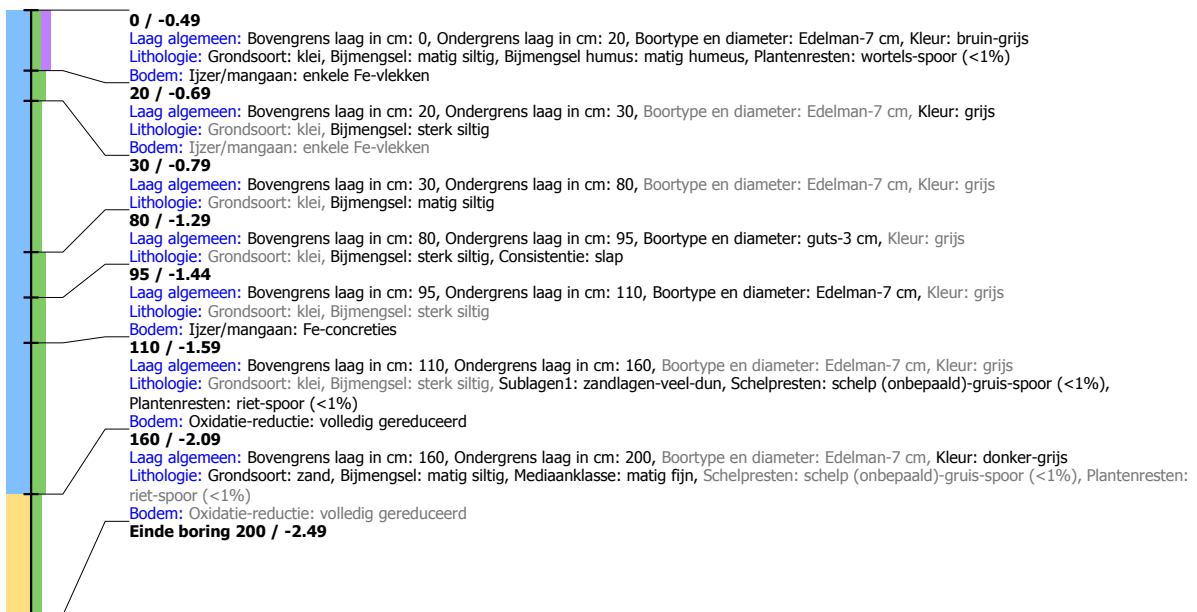 0 / -0.49
Laag algemeen: Bovengrens laag in cm: 0, Ondergrens laag in cm: 20, Boortype en diameter: Edelman-7 cm, Kleur: bruin-grijs
Lithologie: Grondsoort: klei, Bijmengsel: matig siltig, Bijmengsel humus: matig humeus, Plantenresten: wortels-spoor (<1%)
Bodem: Ijzer/mangaan: enkele Fe-vlekken
20 / -0.69
Laag algemeen: Bovengrens laag in cm: 20, Ondergrens laag in cm: 30, Boortype en diameter: Edelman-7 cm, Kleur: grijs
Lithologie: Grondsoort: klei, Bijmengsel: sterk siltig
Bodem: Ijzer/mangaan: enkele Fe-vlekken
30 / -0.79
Laag algemeen: Bovengrens laag in cm: 30, Ondergrens laag in cm: 80, Boortype en diameter: Edelman-7 cm, Kleur: grijs
Lithologie: Grondsoort: klei, Bijmengsel: matig siltig
80 / -1.29
Laag algemeen: Bovengrens laag in cm: 80, Ondergrens laag in cm: 95, Boortype en diameter: guts-3 cm, Kleur: grijs
Lithologie: Grondsoort: klei, Bijmengsel: sterk siltig, Consistentie: slap
95 / -1.44
Laag algemeen: Bovengrens laag in cm: 95, Ondergrens laag in cm: 110, Boortype en diameter: Edelman-7 cm, Kleur: grijs
Lithologie: Grondsoort: klei, Bijmengsel: sterk siltig
Bodem: Ijzer/mangaan: Fe-concreties
110 / -1.59
Laag algemeen: Bovengrens laag in cm: 110, Ondergrens laag in cm: 160, Boortype en diameter: Edelman-7 cm, Kleur: grijs
Lithologie: Grondsoort: klei, Bijmengsel: sterk siltig, Sublagen1: zandlagen-veel-dun, Schelpresten: schelp (onbepaald)-gruis-spoor (<1%),
Plantenresten: riet-spoor (<1%)
Bodem: Oxidatie-reductie: volledig gereduceerd
160 / -2.09
Laag algemeen: Bovengrens laag in cm: 160, Ondergrens laag in cm: 200, Boortype en diameter: Edelman-7 cm, Kleur: donker-grijs
Lithologie: Grondsoort: zand, Bijmengsel: matig siltig, Mediaanklasse: matig fijn, Schelpresten: schelp (onbepaald)-gruis-spoor (<1%), Plantenresten:
riet-spoor (<1%)
Bodem: Oxidatie-reductie: volledig gereduceerd
Einde boring 200 / -2.49